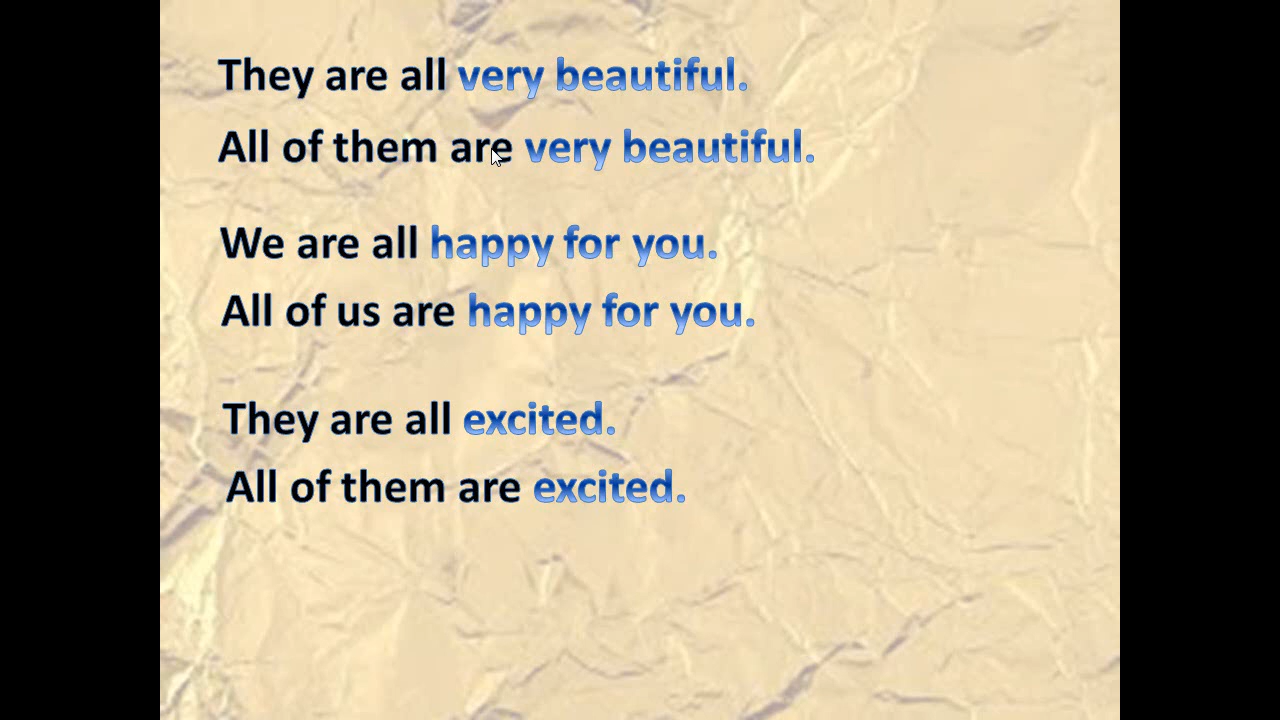 They are all very beautiful.
All of them are very beautiful.
We are all happy for you.
All of us are happy for you.
They are all excited.
All of them are excited.